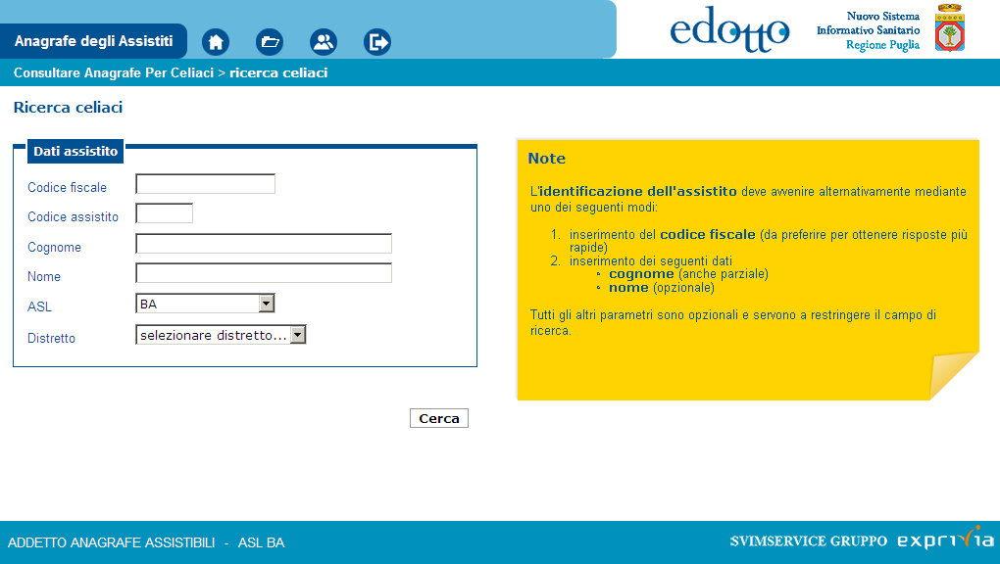 Anagrafe degli Assistiti
edotto
Nuovo Sistema
Informativo Sanitario
Regione Puglia
Consultare Anagrafe Per Celiaci > ricerca celiaci
Ricerca celiaci
Dati assistito
Codice fiscale
Codice assistito
Cognome
Nome
ASL BA
Distretto selezionare distretto...
Cerca
Note
L'identificazione dell'assistito deve avvenire alternativamente mediante
uno dei seguenti modi:
1. inserimento del codice fiscale (da preferire per ottenere risposte più
rapide)
2. inserimento dei seguenti dati
◦ cognome (anche parziale)
◦ nome (opzionale)
Tutti gli altri parametri sono opzionali e servono a restringere il campo di
ricerca.
ADDETTO ANAGRAFE ASSISTIBILI - ASL BA
SVIMSERVICE GRUPPO exprivia